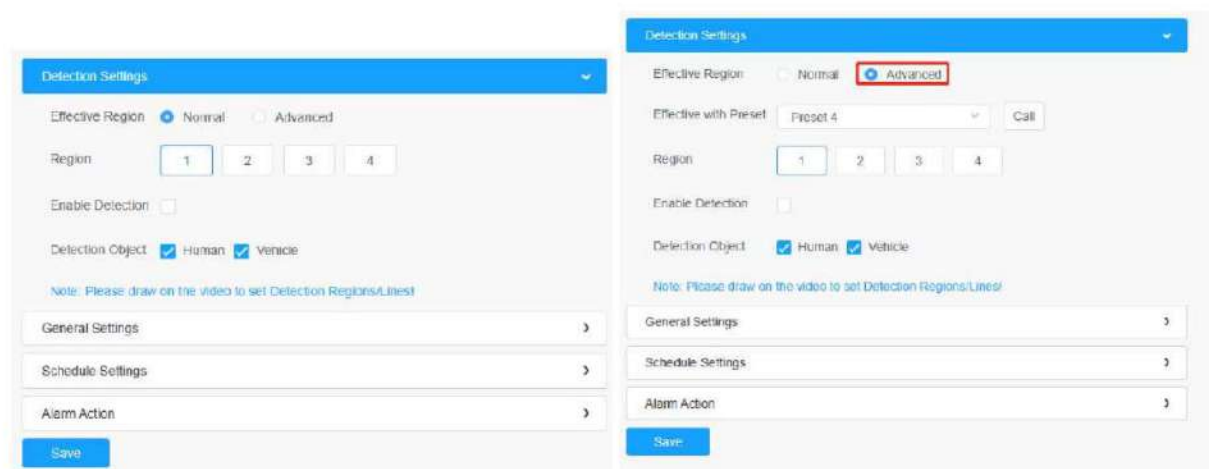 Detection Settings
Effective Region Normal Advanced
Region 1 2 3 4
Enable Detection
Detection Object Human Vehicle
Note: Please draw on the video to set Detection Regions/Lines!
General Settings
Schedule Settings
Alarm Action
Save
Detection Settings
Effective Region Normal Advanced
Effective with Preset Preset 4 Call
Region 1 2 3 4
Enable Detection
Detection Object Human Vehicle
Note: Please draw on the video to set Detection Regions/Lines!
General Settings
Schedule Settings
Alarm Action
Save